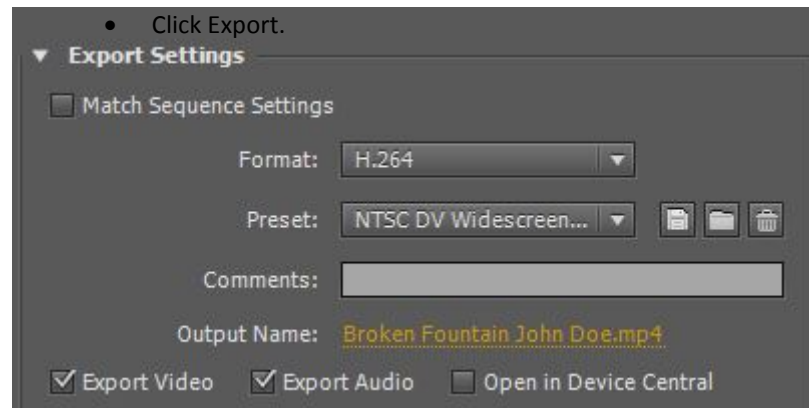 • Click Export.
Export Settings
Match Sequence Settings
Format: H.264
Preset: NTSC DV Widescreen...
Comments:
Output Name: Broken Fountain John Doe.mp4
Export Video Export Audio Open in Device Central